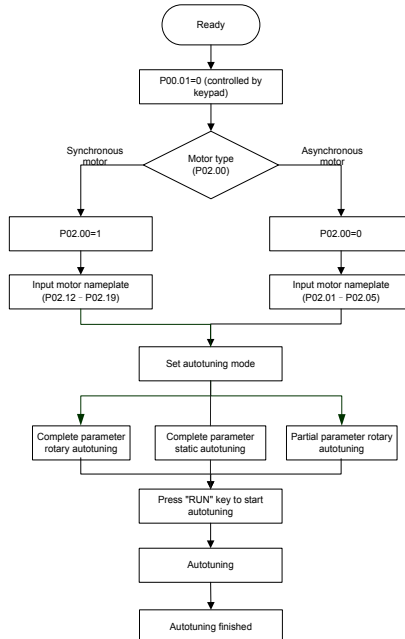 Ready
P00.01=0 (controlled by
keypad)
Synchronous
motor
Motor type
(P02.00)
Asynchronous
motor
P02.00=1
P02.00=0
Input motor nameplate
(P02.12﹣P02.19)
Input motor nameplate
(P02.01﹣P02.05)
Set autotuning mode
Complete parameter
rotary autotuning
Complete parameter
static autotuning
Partial parameter rotary
autotuning
Press "RUN" key to start
autotuning
Autotuning
Autotuning finished